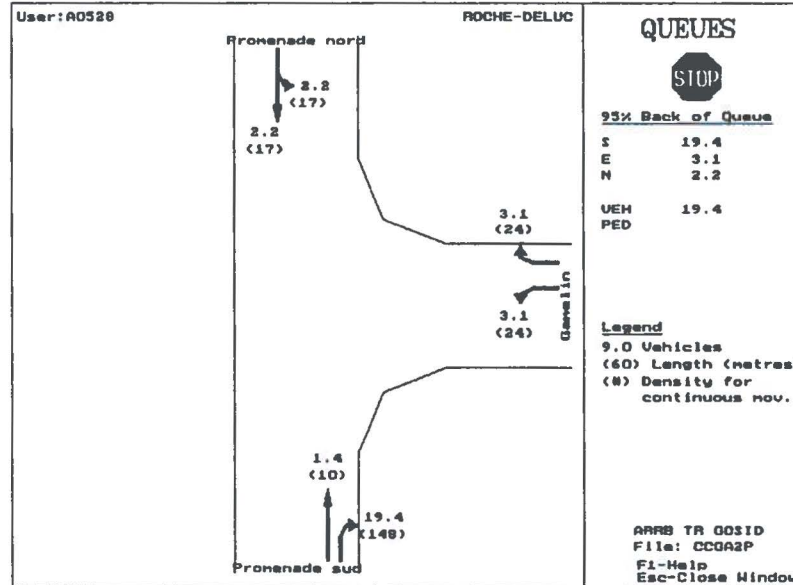 User:A0528
ROCHE-DELUC
Promenade nord
2.2
(17)
2.2
(17)
3.1
(24)
Gamelin
3.1
(24)
1.4
(10)
19.4
(148)
Promenade sud
QUEUES
STOP
95% Back of Queue
S 19.4
E 3.1
N 2.2
VEH 19.4
PED
Legend
9.0 Vehicles
(60) Length (metres
(#) Density for
continuous mov.
ARRB TR GOSID
File: CCGA2P
F1-Help
Esc-Close Window